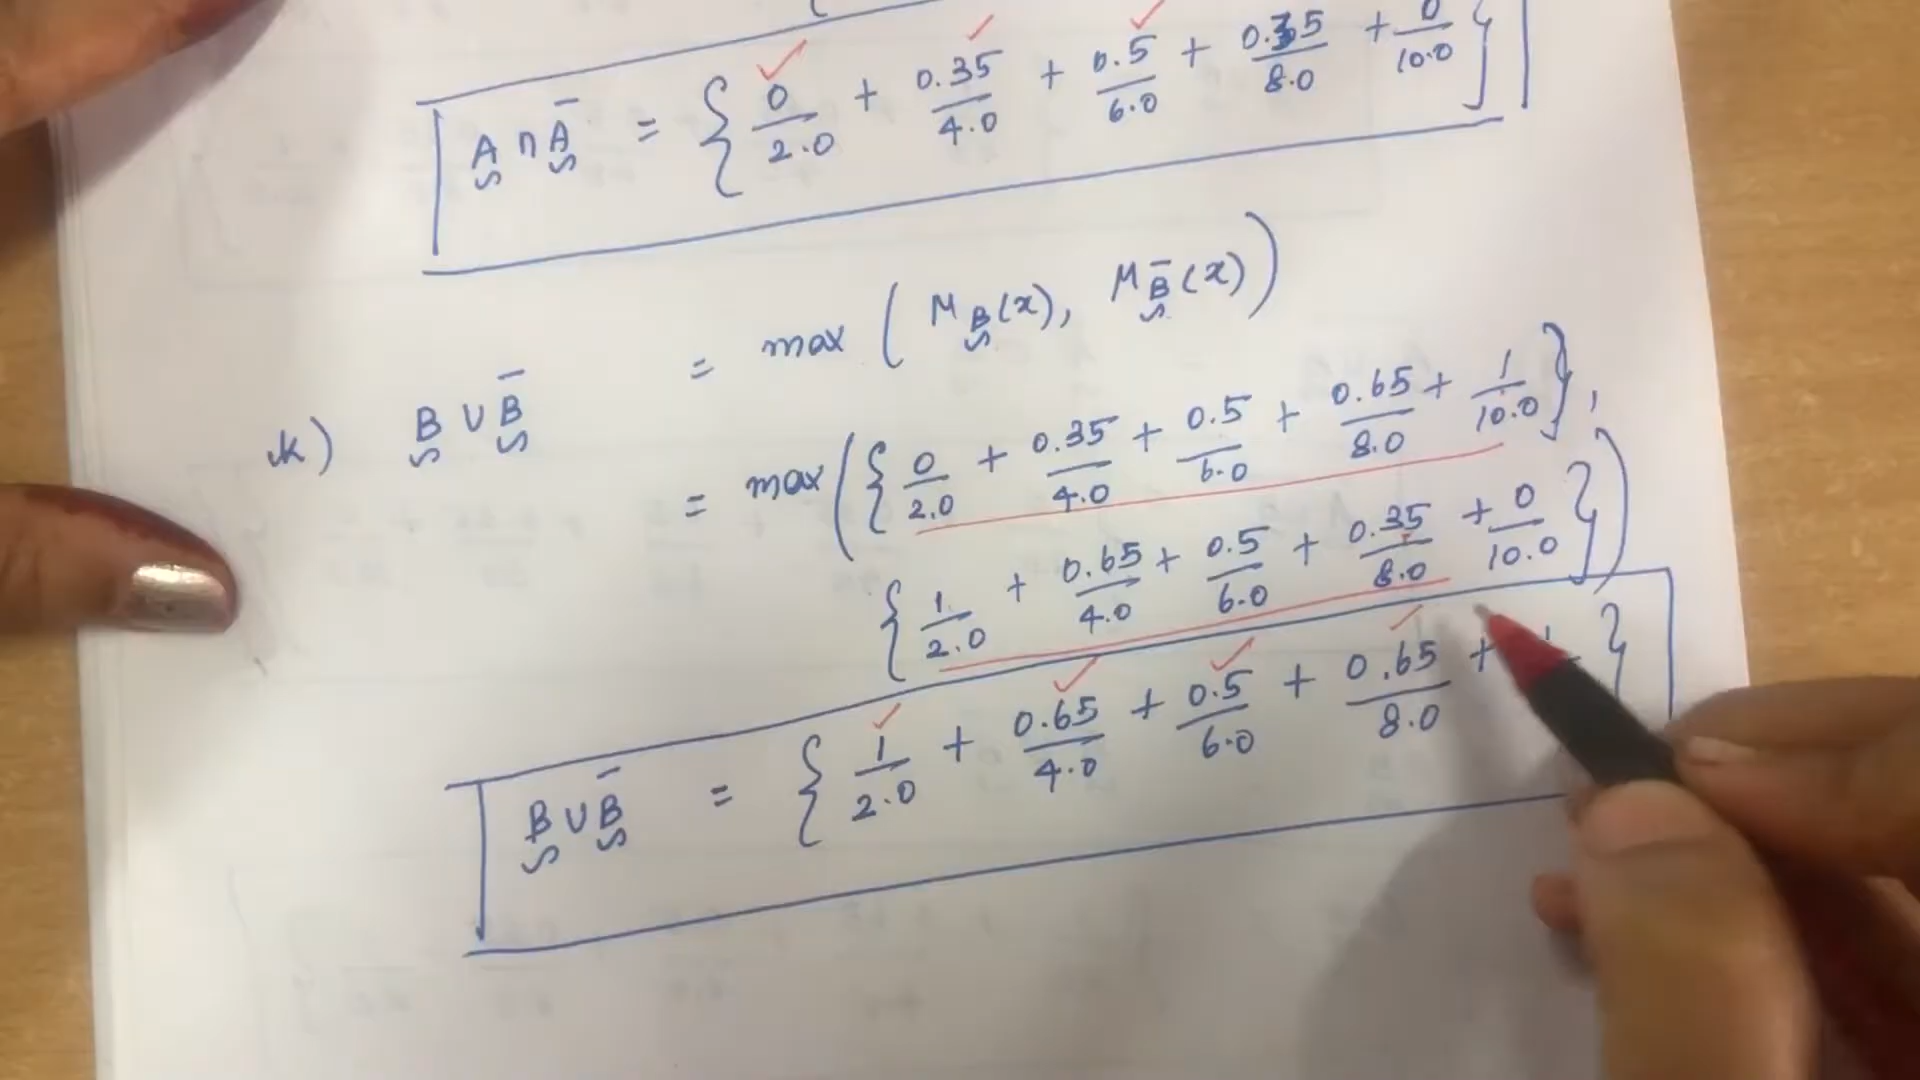 A ∩ A̅ = { 0/2.0 + 0.35/4.0 + 0.5/6.0 + 0.35/8.0 + 0/10.0 }
= max ( μ_B(x), μ_B̅(x) )
k) B ∪ B̅
= max ( { 0/2.0 + 0.35/4.0 + 0.5/6.0 + 0.65/8.0 + 1/10.0 },
{ 1/2.0 + 0.65/4.0 + 0.5/6.0 + 0.35/8.0 + 0/10.0 } )
B ∪ B̅ = { 1/2.0 + 0.65/4.0 + 0.5/6.0 + 0.65/8.0 + }